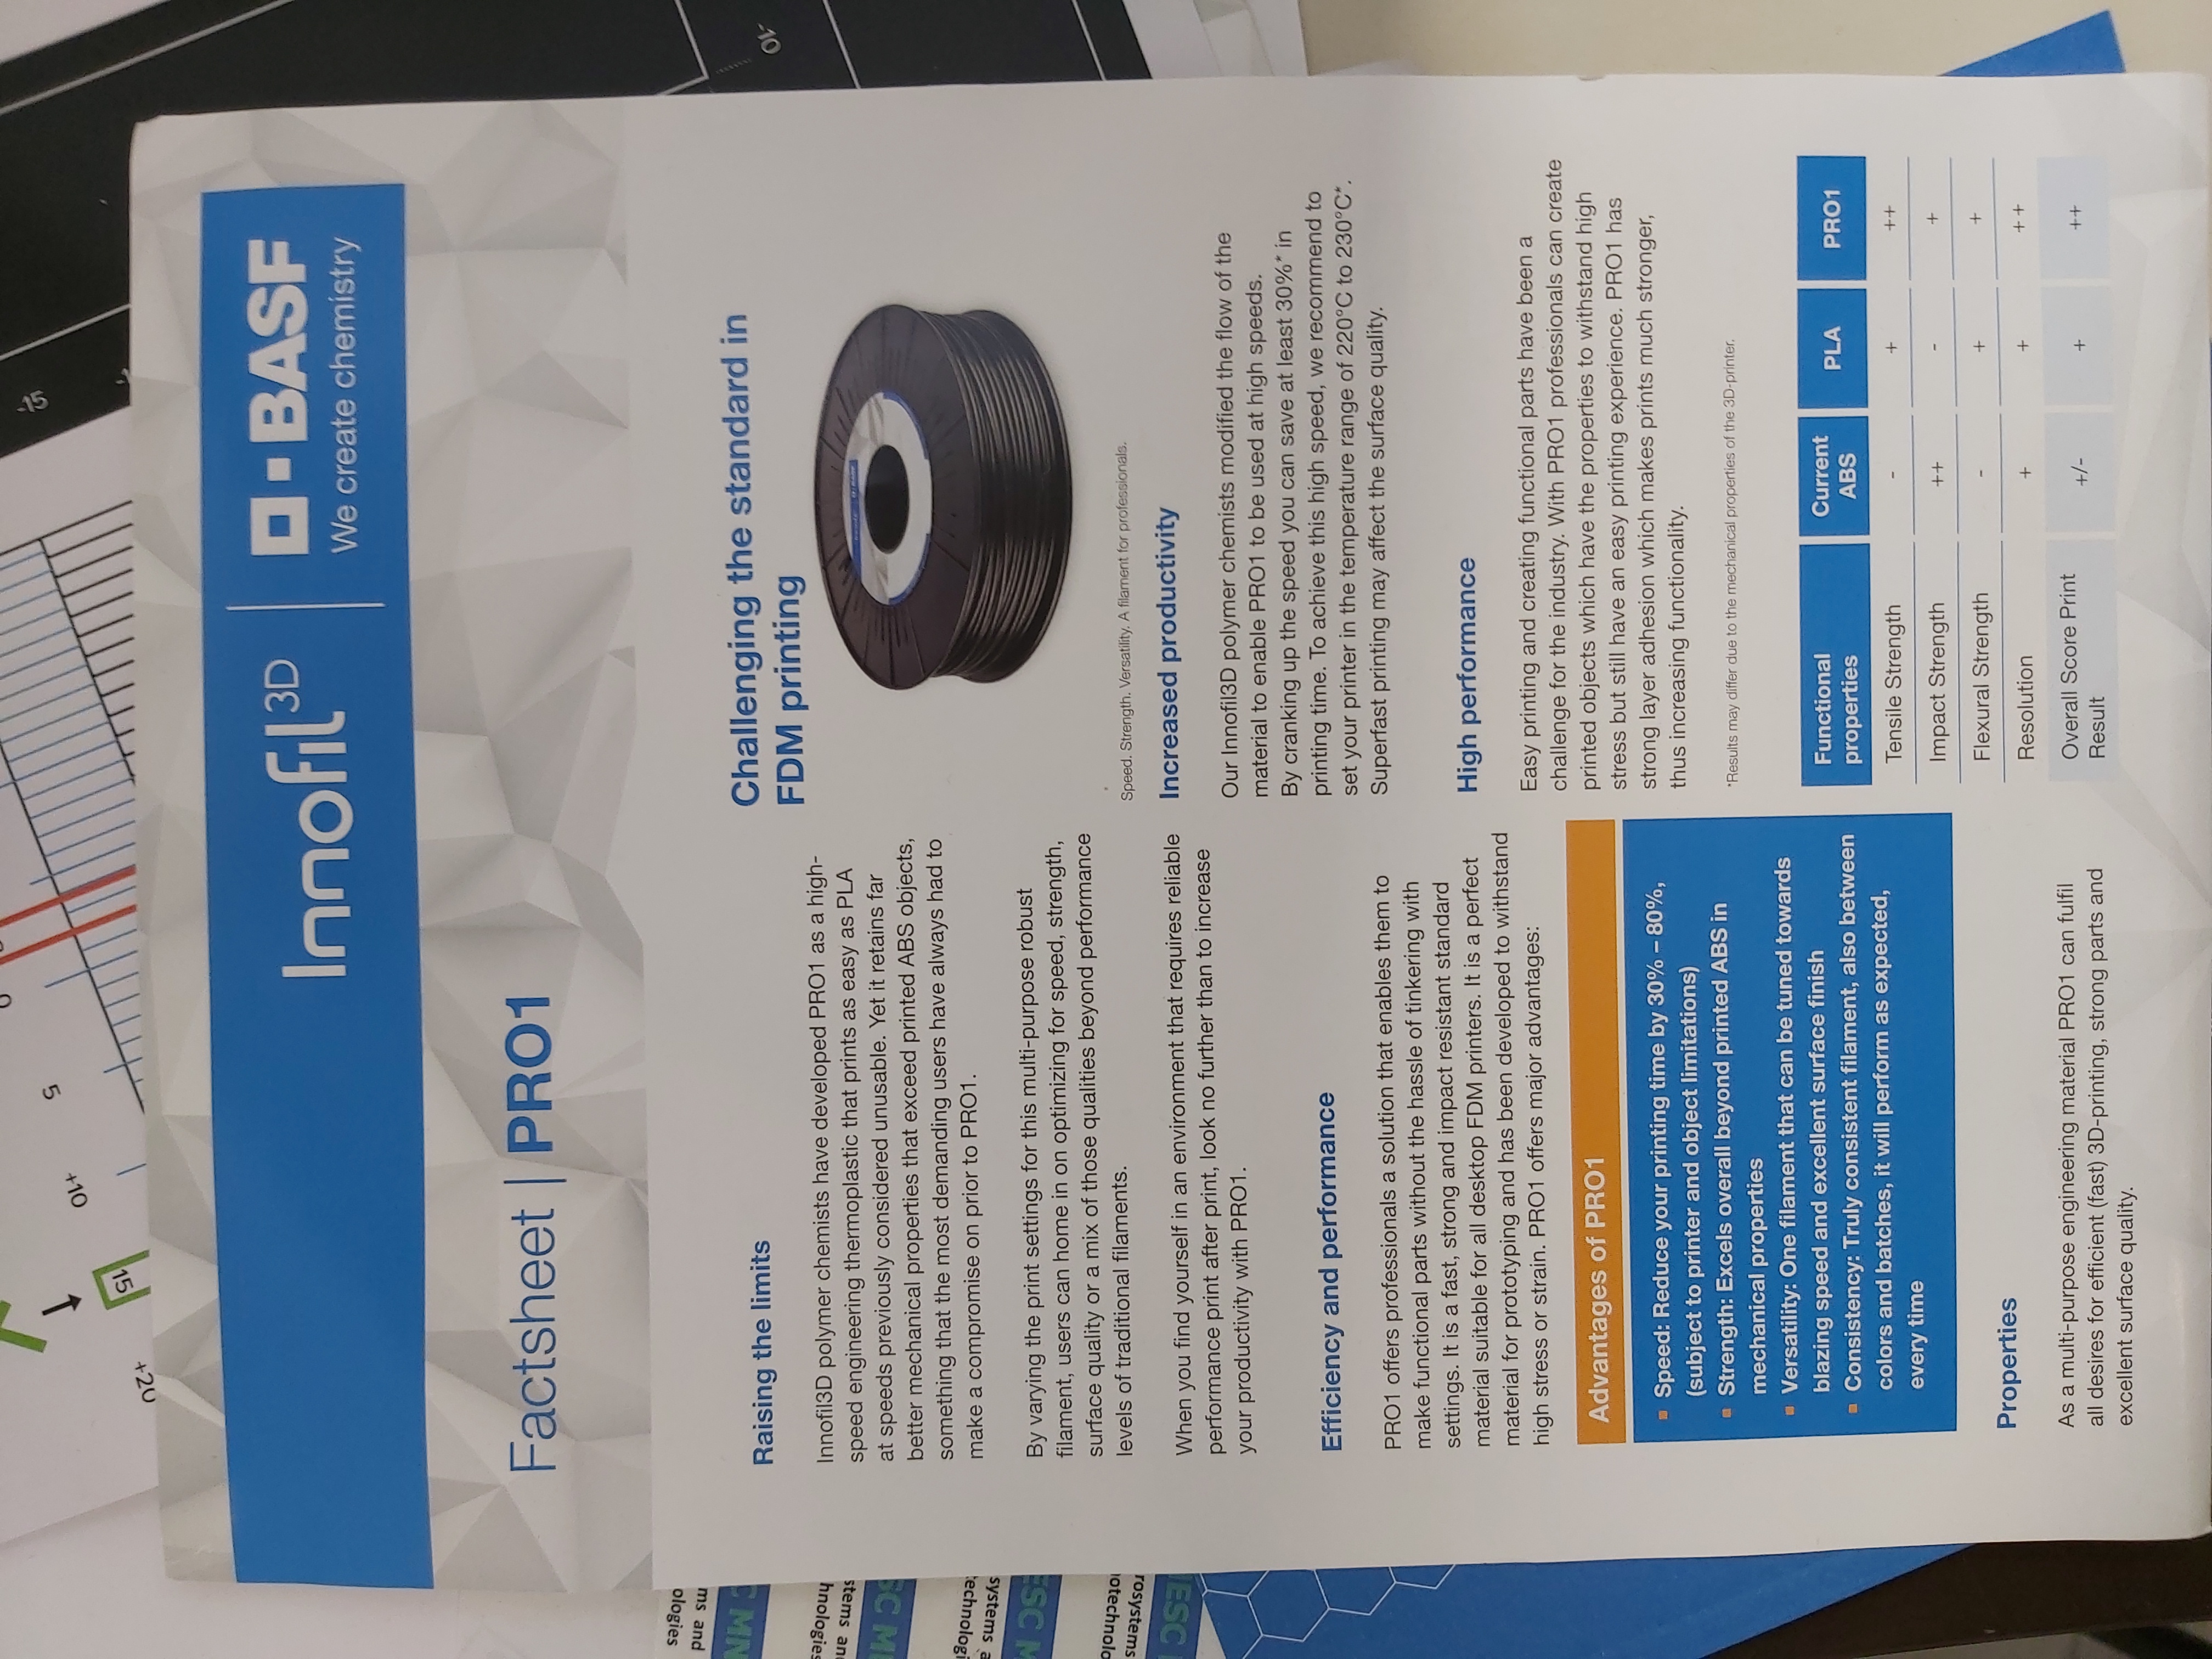 +20
15
+10
5
0
-15
-10
Innofil3D
BASF
We create chemistry
Factsheet | PRO1
Raising the limits
Innofil3D polymer chemists have developed PRO1 as a high-
speed engineering thermoplastic that prints as easy as PLA
at speeds previously considered unusable. Yet it retains far
better mechanical properties that exceed printed ABS objects,
something that the most demanding users have always had to
make a compromise on prior to PRO1.
By varying the print settings for this multi-purpose robust
filament, users can home in on optimizing for speed, strength,
surface quality or a mix of those qualities beyond performance
levels of traditional filaments.
When you find yourself in an environment that requires reliable
performance print after print, look no further than to increase
your productivity with PRO1.
Efficiency and performance
PRO1 offers professionals a solution that enables them to
make functional parts without the hassle of tinkering with
settings. It is a fast, strong and impact resistant standard
material suitable for all desktop FDM printers. It is a perfect
material for prototyping and has been developed to withstand
high stress or strain. PRO1 offers major advantages:
Advantages of PRO1
Speed: Reduce your printing time by 30% – 80%,
(subject to printer and object limitations)
Strength: Excels overall beyond printed ABS in
mechanical properties
Versatility: One filament that can be tuned towards
blazing speed and excellent surface finish
Consistency: Truly consistent filament, also between
colors and batches, it will perform as expected,
every time
Properties
As a multi-purpose engineering material PRO1 can fulfil
all desires for efficient (fast) 3D-printing, strong parts and
excellent surface quality.
Challenging the standard in
FDM printing
Speed. Strength. Versatility. A filament for professionals.
Increased productivity
Our Innofil3D polymer chemists modified the flow of the
material to enable PRO1 to be used at high speeds.
By cranking up the speed you can save at least 30%* in
printing time. To achieve this high speed, we recommend to
set your printer in the temperature range of 220°C to 230°C*.
Superfast printing may affect the surface quality.
High performance
Easy printing and creating functional parts have been a
challenge for the industry. With PRO1 professionals can create
printed objects which have the properties to withstand high
stress but still have an easy printing experience. PRO1 has
strong layer adhesion which makes prints much stronger,
thus increasing functionality.
*Results may differ due to the mechanical properties of the 3D-printer.
Functional properties Current ABS PLA PRO1
Tensile Strength - + ++
Impact Strength ++ - +
Flexural Strength - + +
Resolution + + ++
Overall Score Print Result +/- + ++